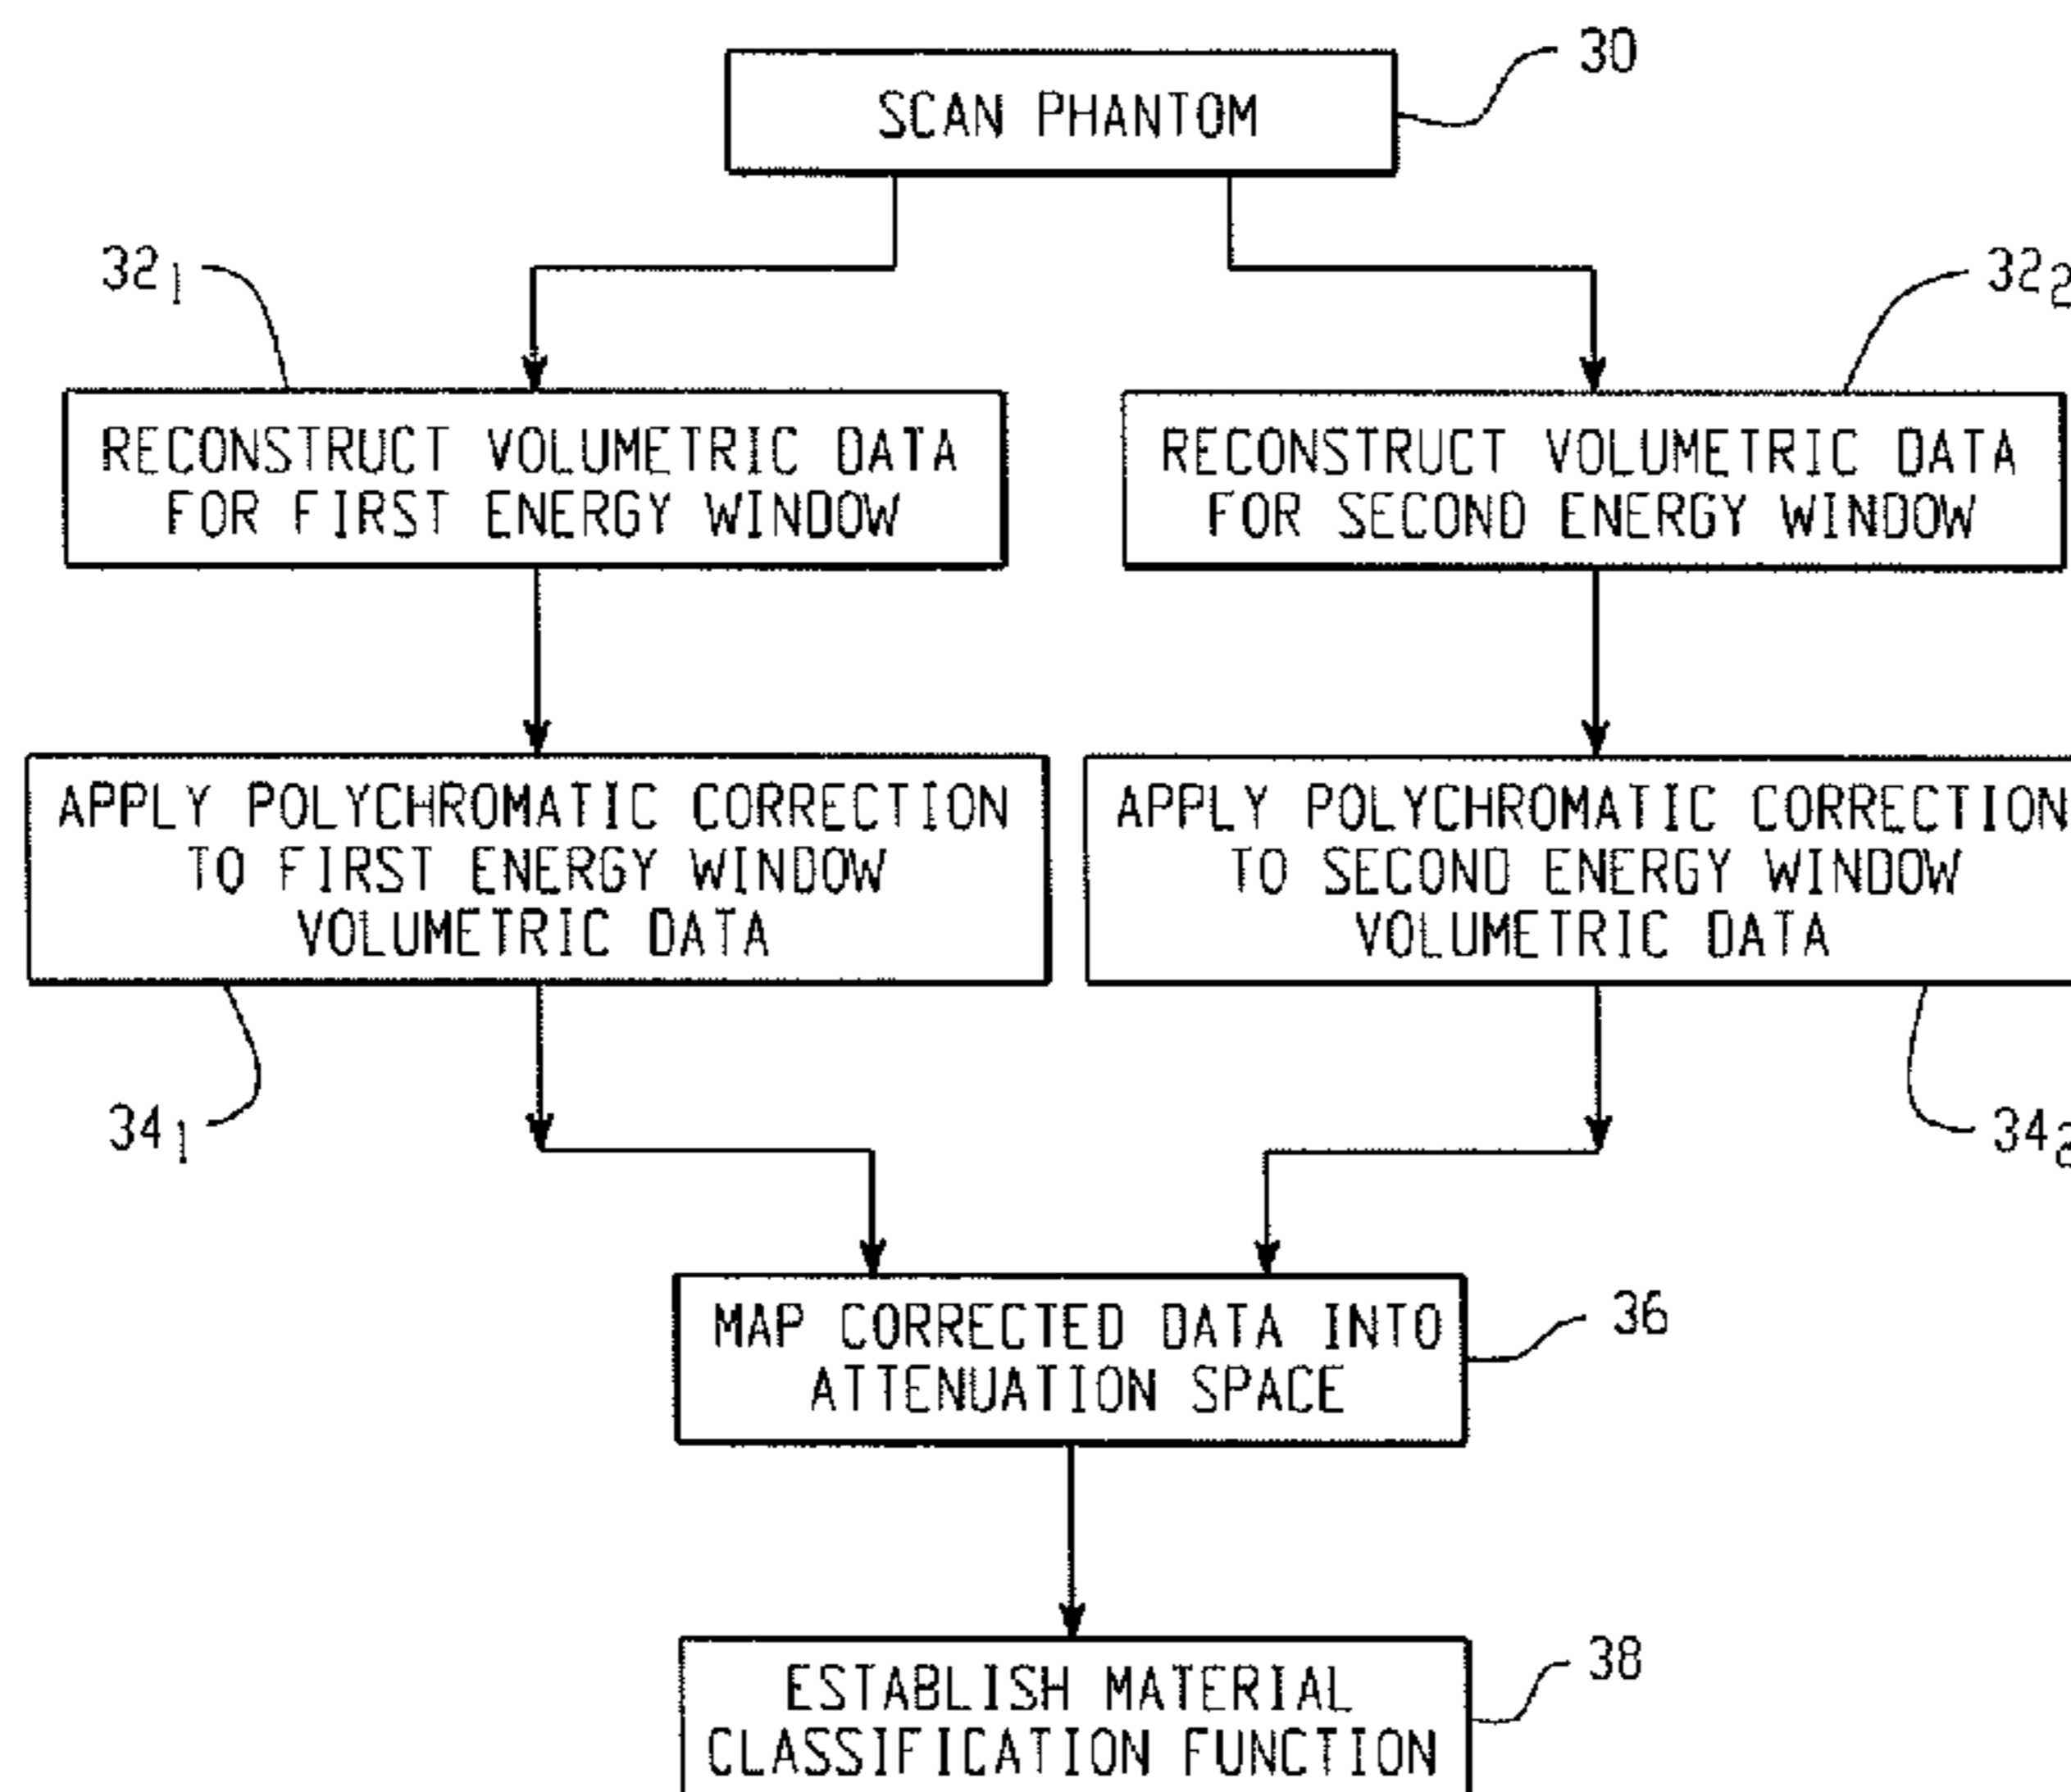 30
SCAN PHANTOM
32₁
32₂
RECONSTRUCT VOLUMETRIC DATA
FOR FIRST ENERGY WINDOW
RECONSTRUCT VOLUMETRIC DATA
FOR SECOND ENERGY WINDOW
APPLY POLYCHROMATIC CORRECTION
TO FIRST ENERGY WINDOW
VOLUMETRIC DATA
APPLY POLYCHROMATIC CORRECTION
TO SECOND ENERGY WINDOW
VOLUMETRIC DATA
34₁
34₂
MAP CORRECTED DATA INTO
ATTENUATION SPACE
36
ESTABLISH MATERIAL
CLASSIFICATION FUNCTION
38